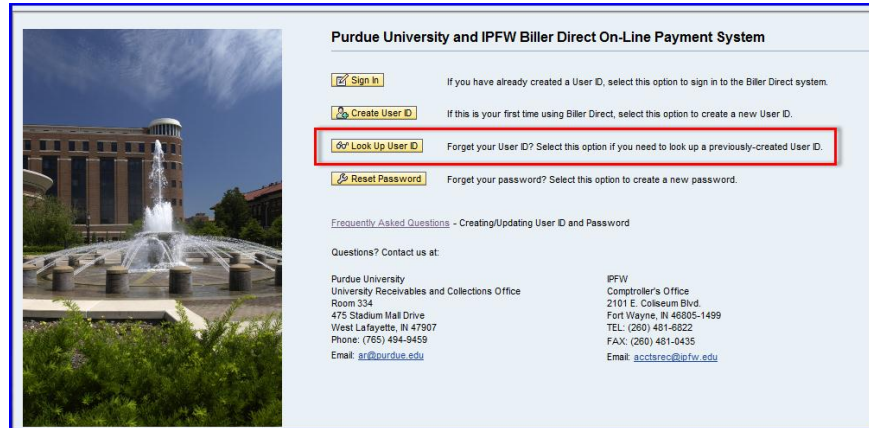 Purdue University and IPFW Biller Direct On-Line Payment System
Sign In If you have already created a User ID, select this option to sign in to the Biller Direct system.
Create User ID If this is your first time using Biller Direct, select this option to create a new User ID.
Look Up User ID Forget your User ID? Select this option if you need to look up a previously-created User ID.
Reset Password Forget your password? Select this option to create a new password.
Frequently Asked Questions - Creating/Updating User ID and Password
Questions? Contact us at:
Purdue University
University Receivables and Collections Office
Room 334
475 Stadium Mall Drive
West Lafayette, IN 47907
Phone: (765) 494-9459
Email: ar@purdue.edu
IPFW
Comptroller's Office
2101 E. Coliseum Blvd.
Fort Wayne, IN 46805-1499
TEL: (260) 481-6822
FAX: (260) 481-0435
Email: acctsrec@ipfw.edu